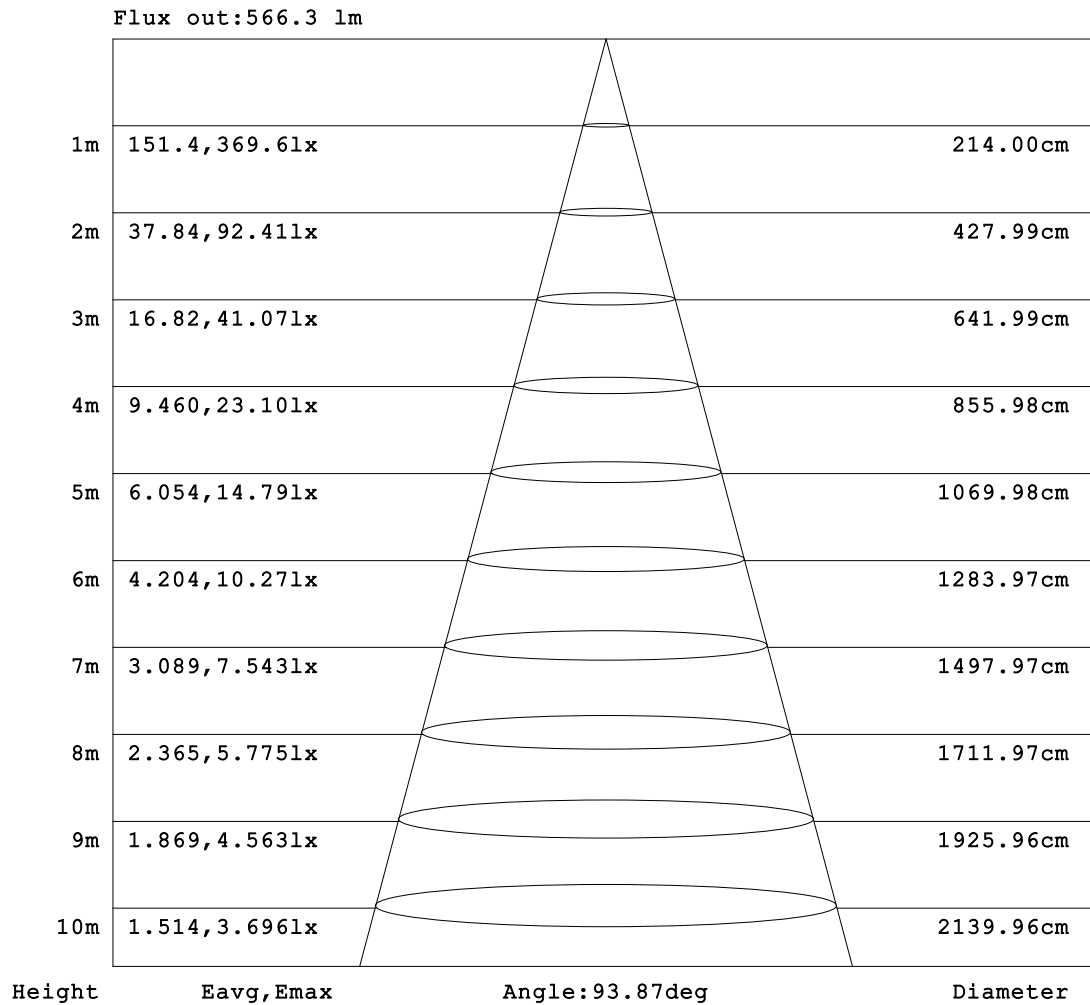 Flux out:566.3 lm
1m 151.4,369.6lx 214.00cm
2m 37.84,92.41lx 427.99cm
3m 16.82,41.07lx 641.99cm
4m 9.460,23.10lx 855.98cm
5m 6.054,14.79lx 1069.98cm
6m 4.204,10.27lx 1283.97cm
7m 3.089,7.543lx 1497.97cm
8m 2.365,5.775lx 1711.97cm
9m 1.869,4.563lx 1925.96cm
10m 1.514,3.696lx 2139.96cm
Height Eavg,Emax Angle:93.87deg Diameter